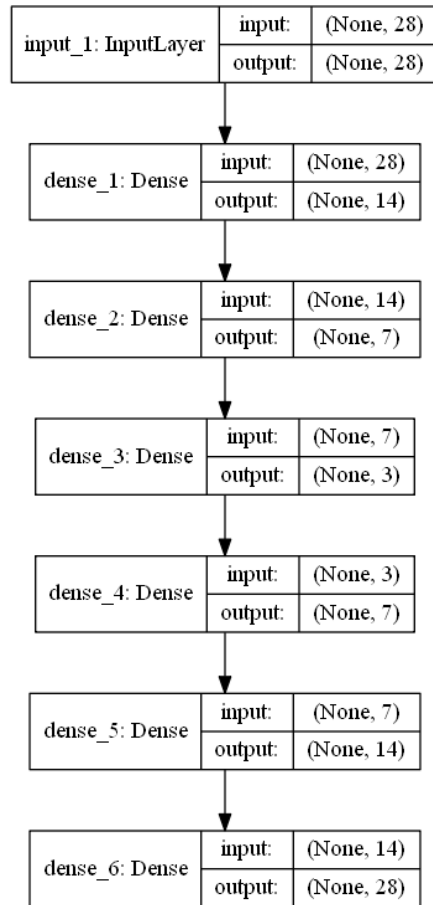 input_1: InputLayer input: (None, 28)
output: (None, 28)
dense_1: Dense input: (None, 28)
output: (None, 14)
dense_2: Dense input: (None, 14)
output: (None, 7)
dense_3: Dense input: (None, 7)
output: (None, 3)
dense_4: Dense input: (None, 3)
output: (None, 7)
dense_5: Dense input: (None, 7)
output: (None, 14)
dense_6: Dense input: (None, 14)
output: (None, 28)